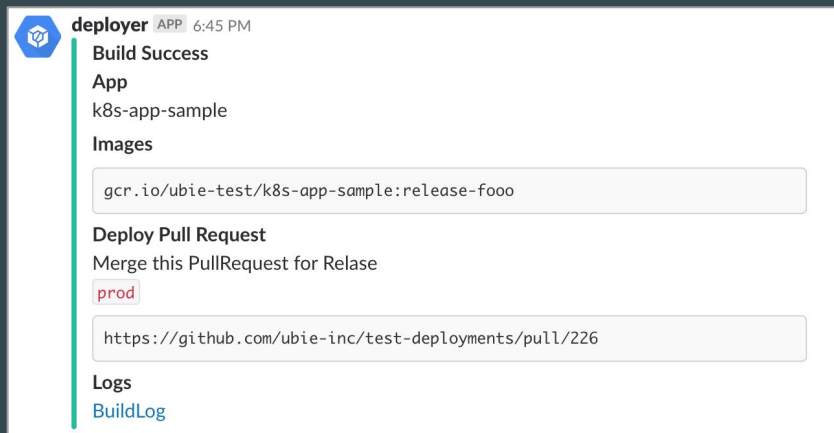 deployer APP 6:45 PM
Build Success
App
k8s-app-sample
Images
gcr.io/ubie-test/k8s-app-sample:release-fooo
Deploy Pull Request
Merge this PullRequest for Relase
prod
https://github.com/ubie-inc/test-deployments/pull/226
Logs
BuildLog